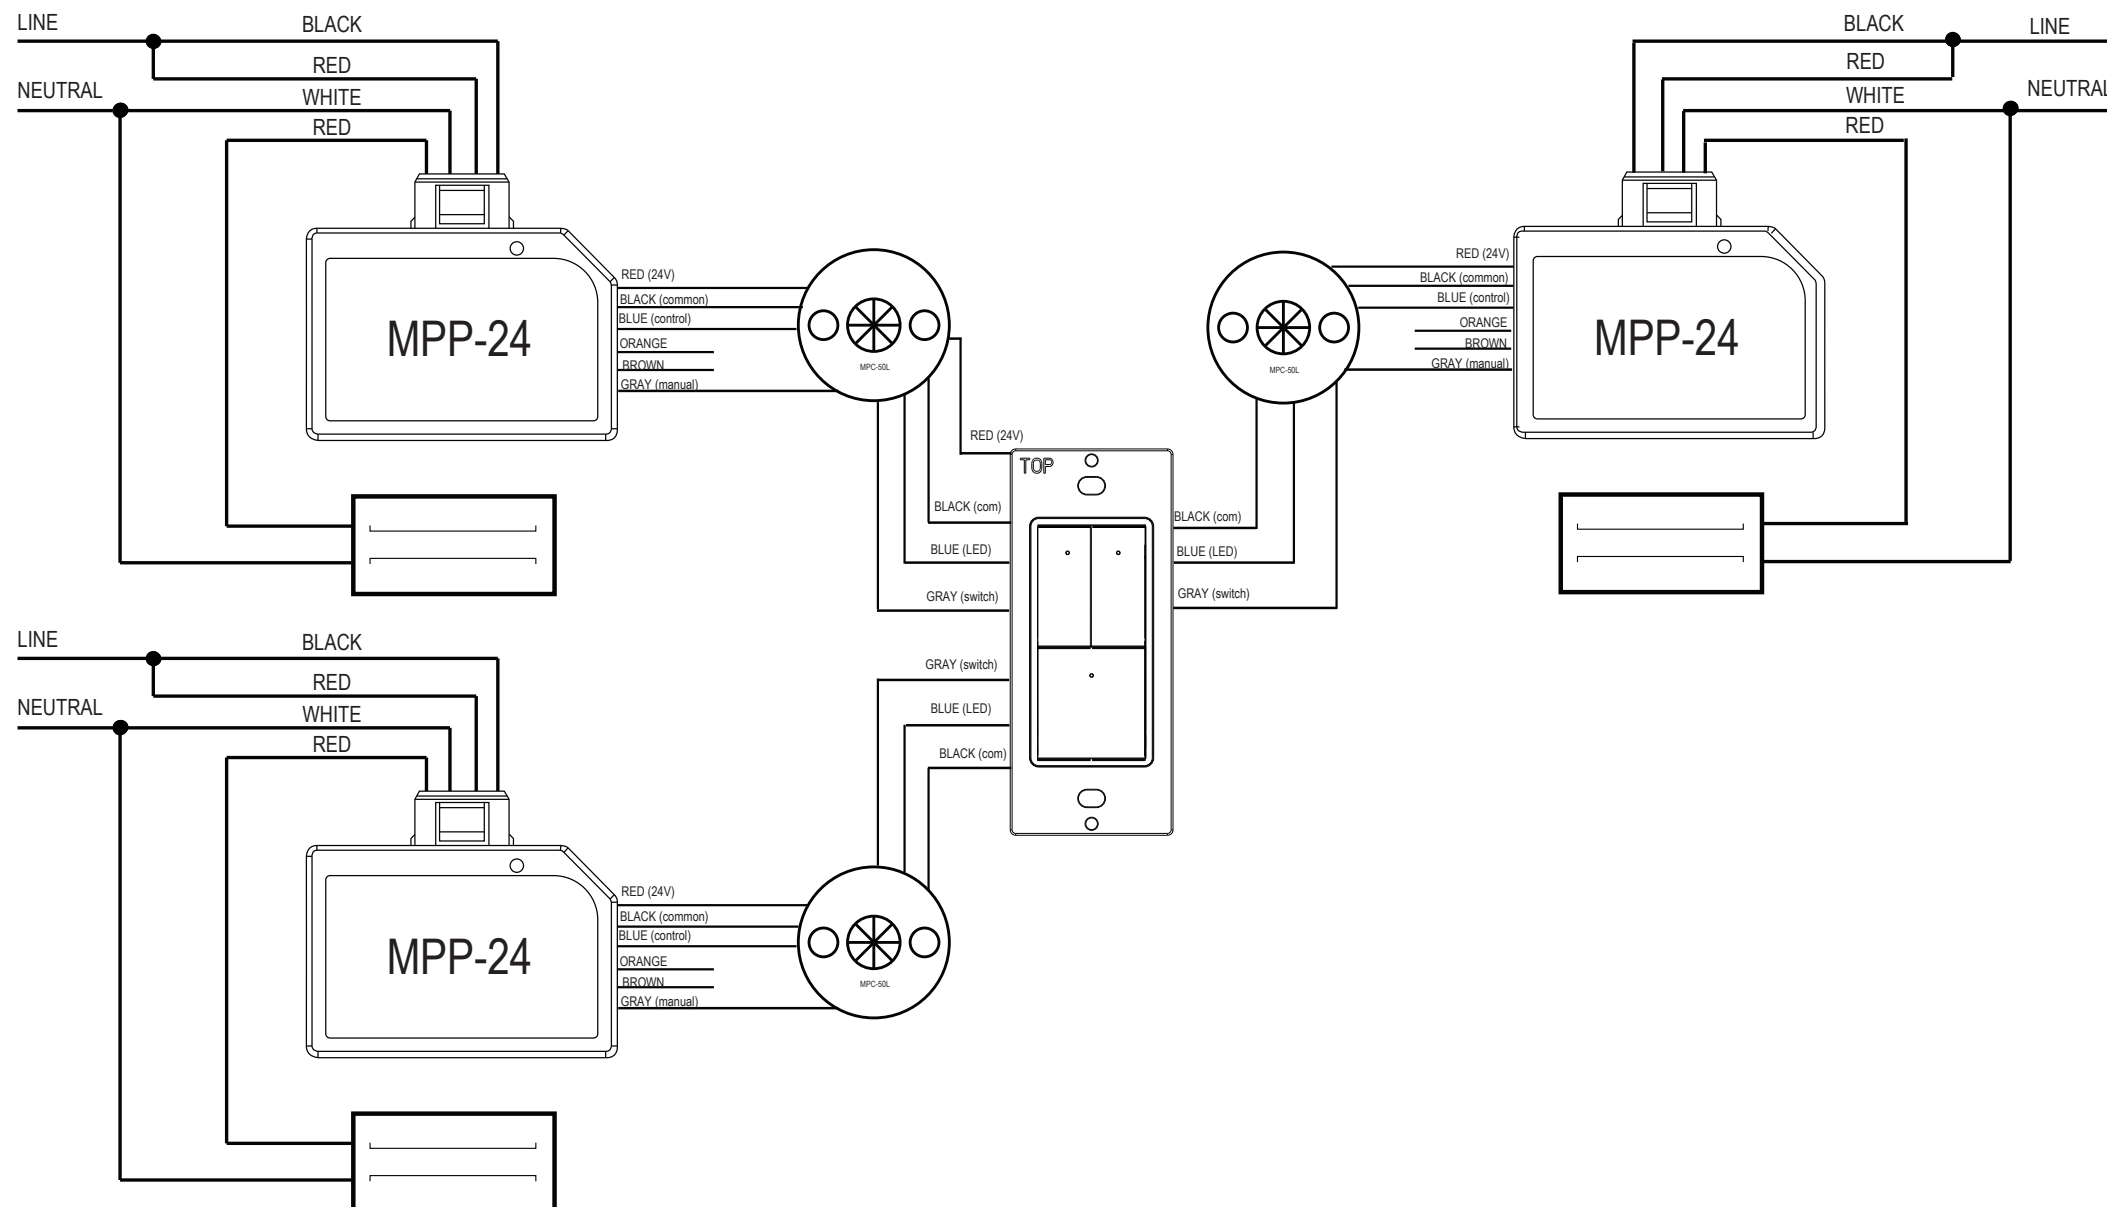 LINE
BLACK
RED
NEUTRAL
WHITE
RED
MPP-24
RED (24V)
BLACK (common)
BLUE (control)
ORANGE
BROWN
GRAY (manual)
MPC-50L
RED (24V)
BLACK (com)
BLUE (LED)
GRAY (switch)
TOP
BLACK (com)
BLUE (LED)
GRAY (switch)
MPC-50L
BLACK
LINE
RED
WHITE
NEUTRAL
RED
RED (24V)
BLACK (common)
BLUE (control)
ORANGE
BROWN
GRAY (manual)
MPP-24
LINE
BLACK
RED
NEUTRAL
WHITE
RED
MPP-24
RED (24V)
BLACK (common)
BLUE (control)
ORANGE
BROWN
GRAY (manual)
MPC-50L
GRAY (switch)
BLUE (LED)
BLACK (com)